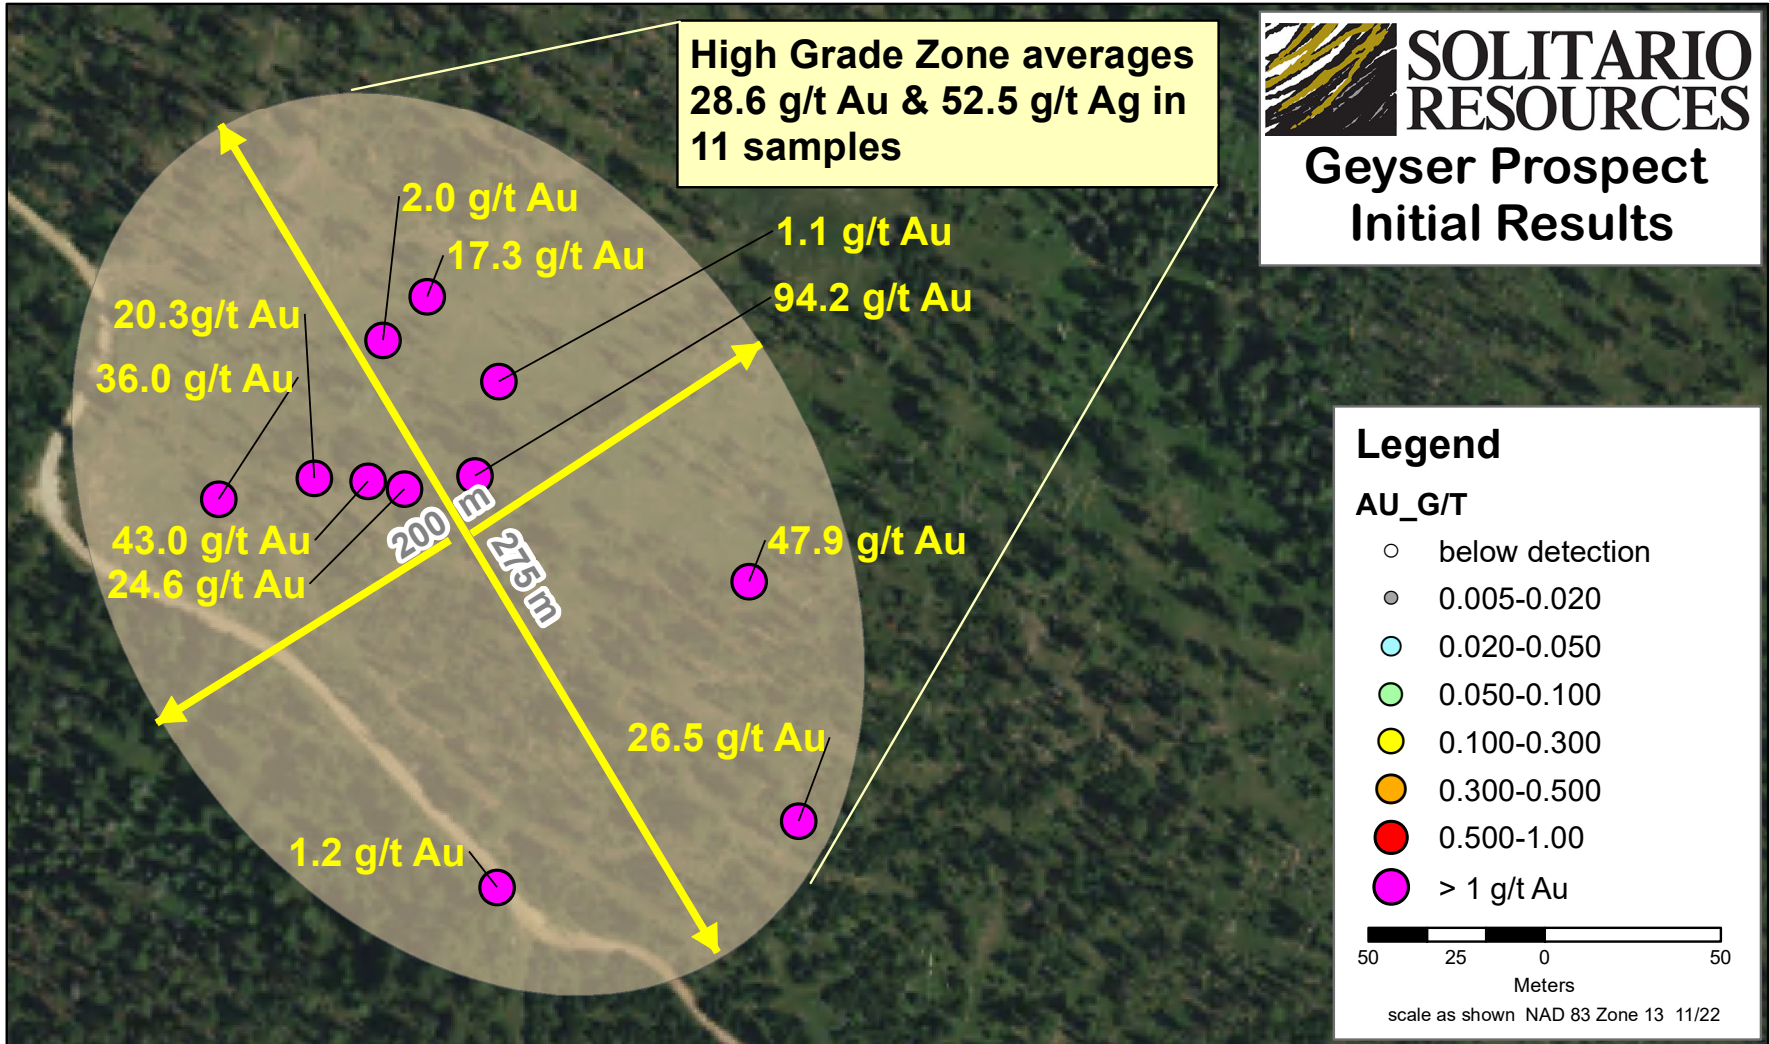 High Grade Zone averages
28.6 g/t Au & 52.5 g/t Ag in
11 samples
SOLITARIO
RESOURCES
Geyser Prospect
Initial Results
2.0 g/t Au
17.3 g/t Au
1.1 g/t Au
94.2 g/t Au
20.3g/t Au
36.0 g/t Au
43.0 g/t Au
24.6 g/t Au
200 m
275 m
47.9 g/t Au
26.5 g/t Au
1.2 g/t Au
Legend
AU_G/T
below detection
0.005-0.020
0.020-0.050
0.050-0.100
0.100-0.300
0.300-0.500
0.500-1.00
> 1 g/t Au
50 25 0 50
Meters
scale as shown NAD 83 Zone 13 11/22